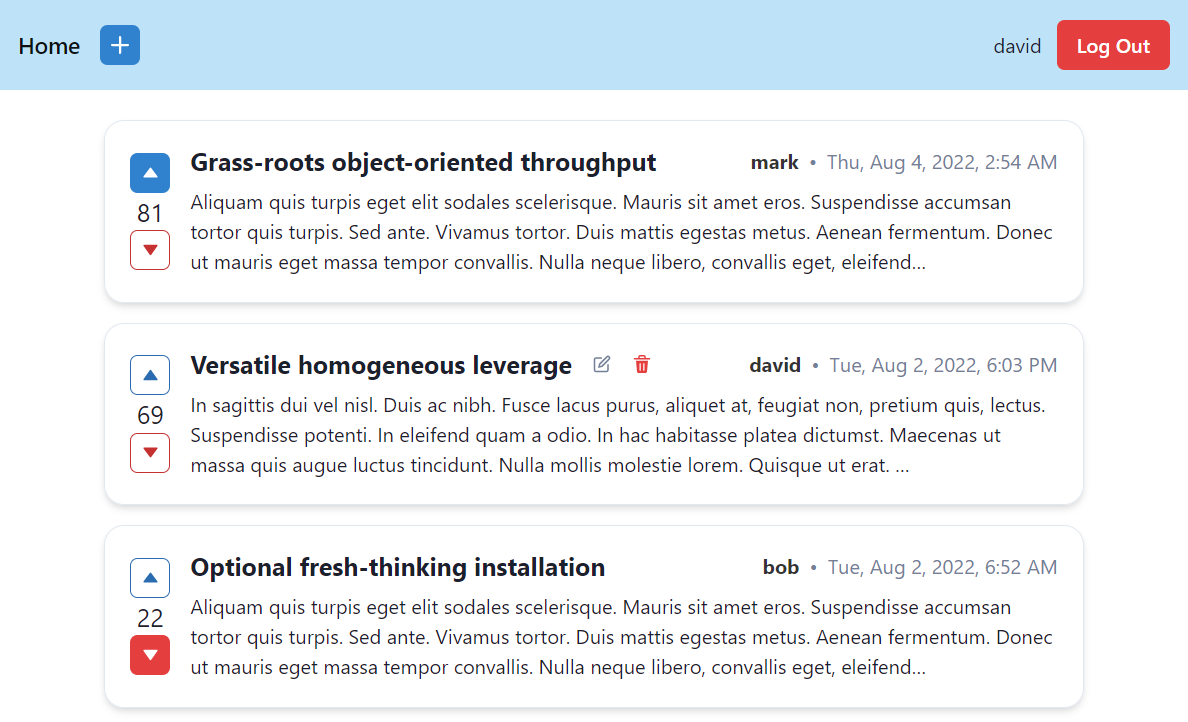 Home
david
Log Out
Grass-roots object-oriented throughput
mark • Thu, Aug 4, 2022, 2:54 AM
81
Aliquam quis turpis eget elit sodales scelerisque. Mauris sit amet eros. Suspendisse accumsan
tortor quis turpis. Sed ante. Vivamus tortor. Duis mattis egestas metus. Aenean fermentum. Donec
ut mauris eget massa tempor convallis. Nulla neque libero, convallis eget, eleifend...
Versatile homogeneous leverage
david • Tue, Aug 2, 2022, 6:03 PM
69
In sagittis dui vel nisl. Duis ac nibh. Fusce lacus purus, aliquet at, feugiat non, pretium quis, lectus.
Suspendisse potenti. In eleifend quam a odio. In hac habitasse platea dictumst. Maecenas ut
massa quis augue luctus tincidunt. Nulla mollis molestie lorem. Quisque ut erat. ...
Optional fresh-thinking installation
bob • Tue, Aug 2, 2022, 6:52 AM
22
Aliquam quis turpis eget elit sodales scelerisque. Mauris sit amet eros. Suspendisse accumsan
tortor quis turpis. Sed ante. Vivamus tortor. Duis mattis egestas metus. Aenean fermentum. Donec
ut mauris eget massa tempor convallis. Nulla neque libero, convallis eget, eleifend...